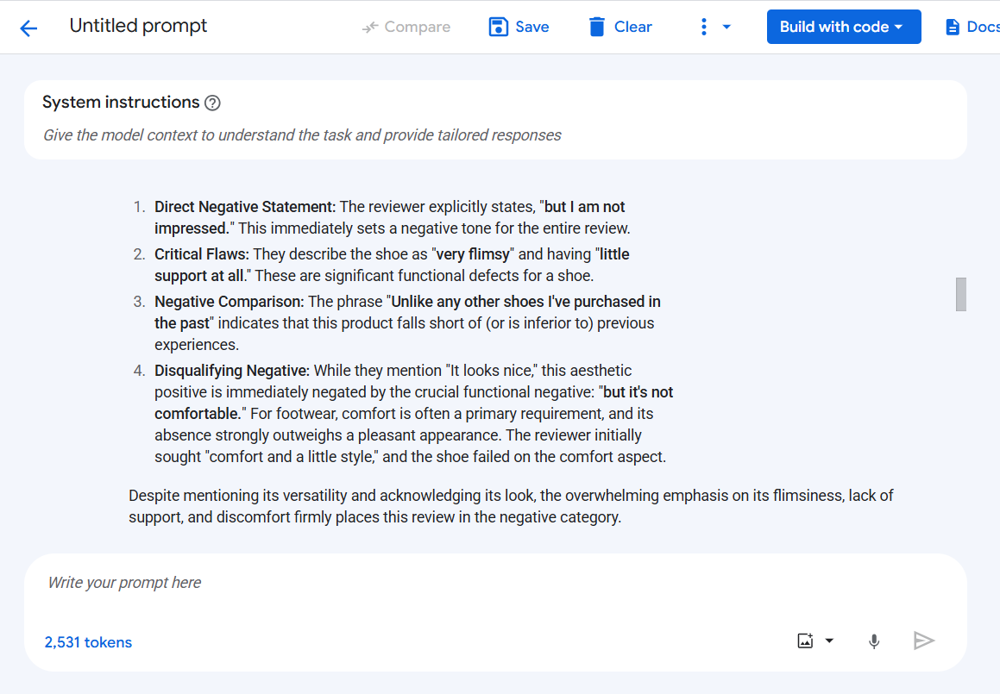 Untitled prompt
Compare
Save
Clear
Build with code
Docs
System instructions
Give the model context to understand the task and provide tailored responses
1. Direct Negative Statement: The reviewer explicitly states, "but I am not
impressed." This immediately sets a negative tone for the entire review.
2. Critical Flaws: They describe the shoe as "very flimsy" and having "little
support at all." These are significant functional defects for a shoe.
3. Negative Comparison: The phrase "Unlike any other shoes I've purchased in
the past" indicates that this product falls short of (or is inferior to) previous
experiences.
4. Disqualifying Negative: While they mention "It looks nice," this aesthetic
positive is immediately negated by the crucial functional negative: "but it's not
comfortable." For footwear, comfort is often a primary requirement, and its
absence strongly outweighs a pleasant appearance. The reviewer initially
sought "comfort and a little style," and the shoe failed on the comfort aspect.
Despite mentioning its versatility and acknowledging its look, the overwhelming emphasis on its flimsiness, lack of
support, and discomfort firmly places this review in the negative category.
Write your prompt here
2,531 tokens